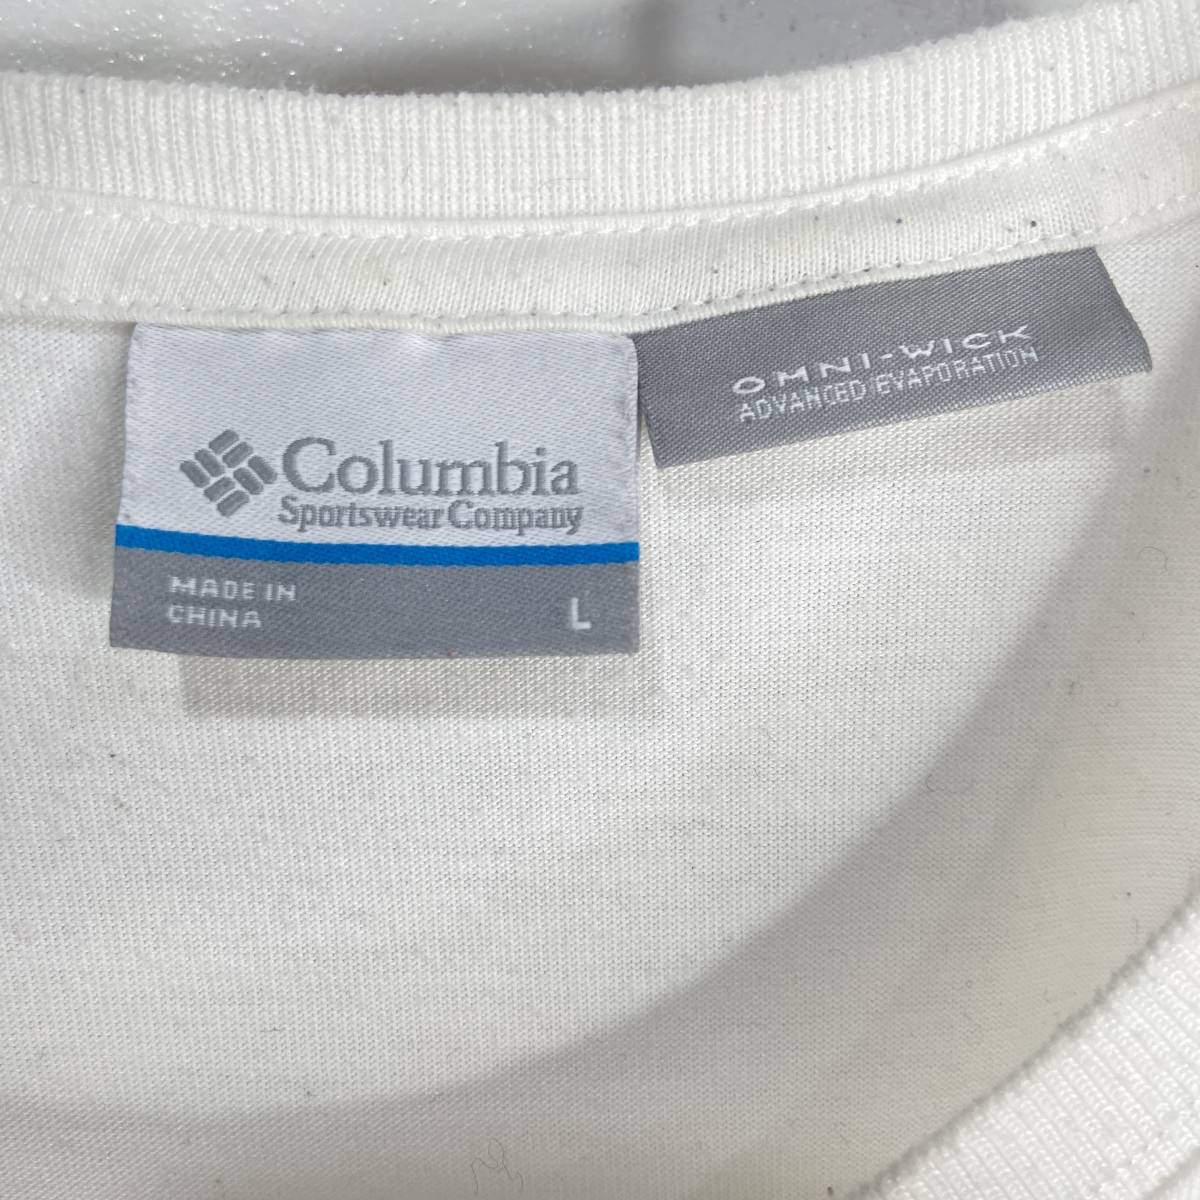 Columbia
Sportswear Company
MADE IN
CHINA
L
OMNI-WICK
ADVANCED EVAPORATION